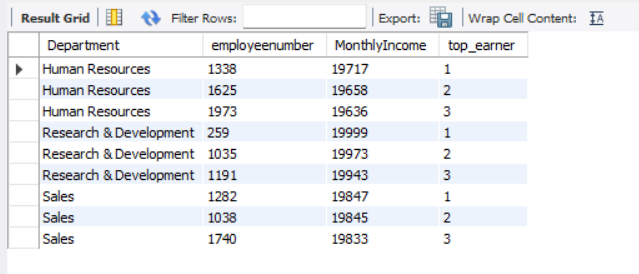 Result Grid Filter Rows: Export: Wrap Cell Content: IA
Department employeenumber MonthlyIncome top_earner
Human Resources 1338 19717 1
Human Resources 1625 19658 2
Human Resources 1973 19636 3
Research & Development 259 19999 1
Research & Development 1035 19973 2
Research & Development 1191 19943 3
Sales 1282 19847 1
Sales 1038 19845 2
Sales 1740 19833 3